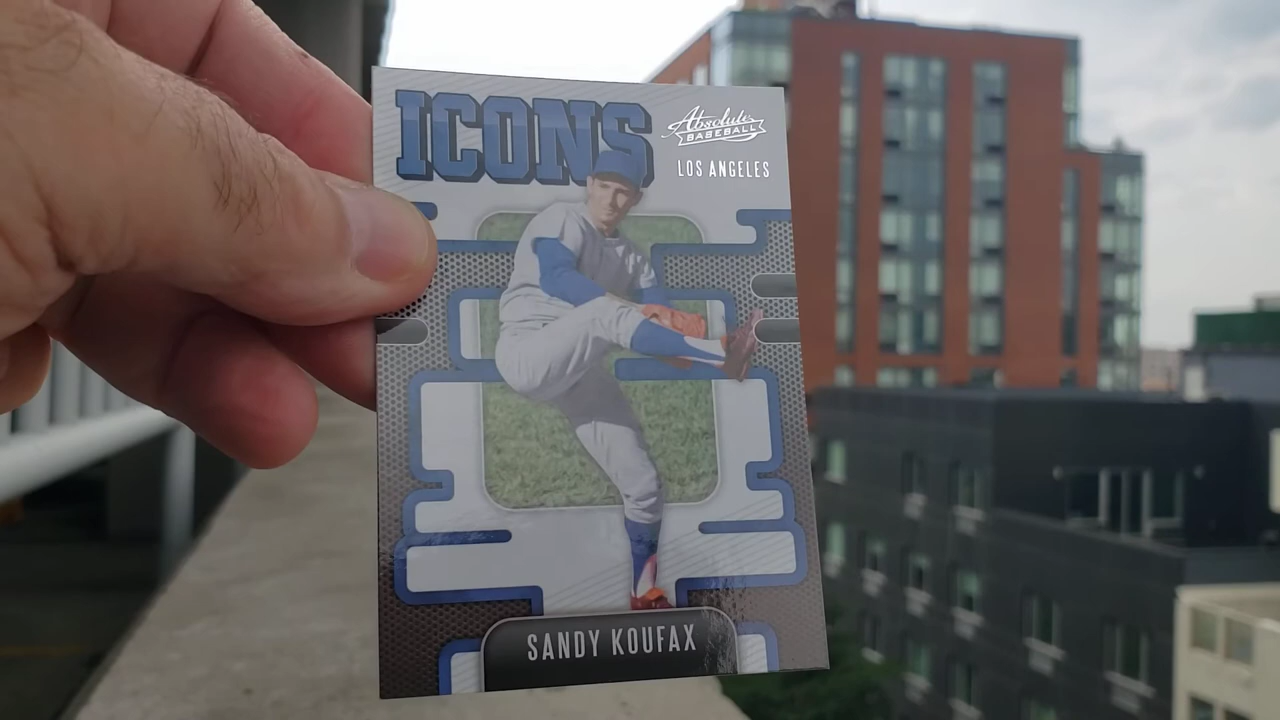 ICONS
Absolute
BASEBALL
LOS ANGELES
SANDY KOUFAX